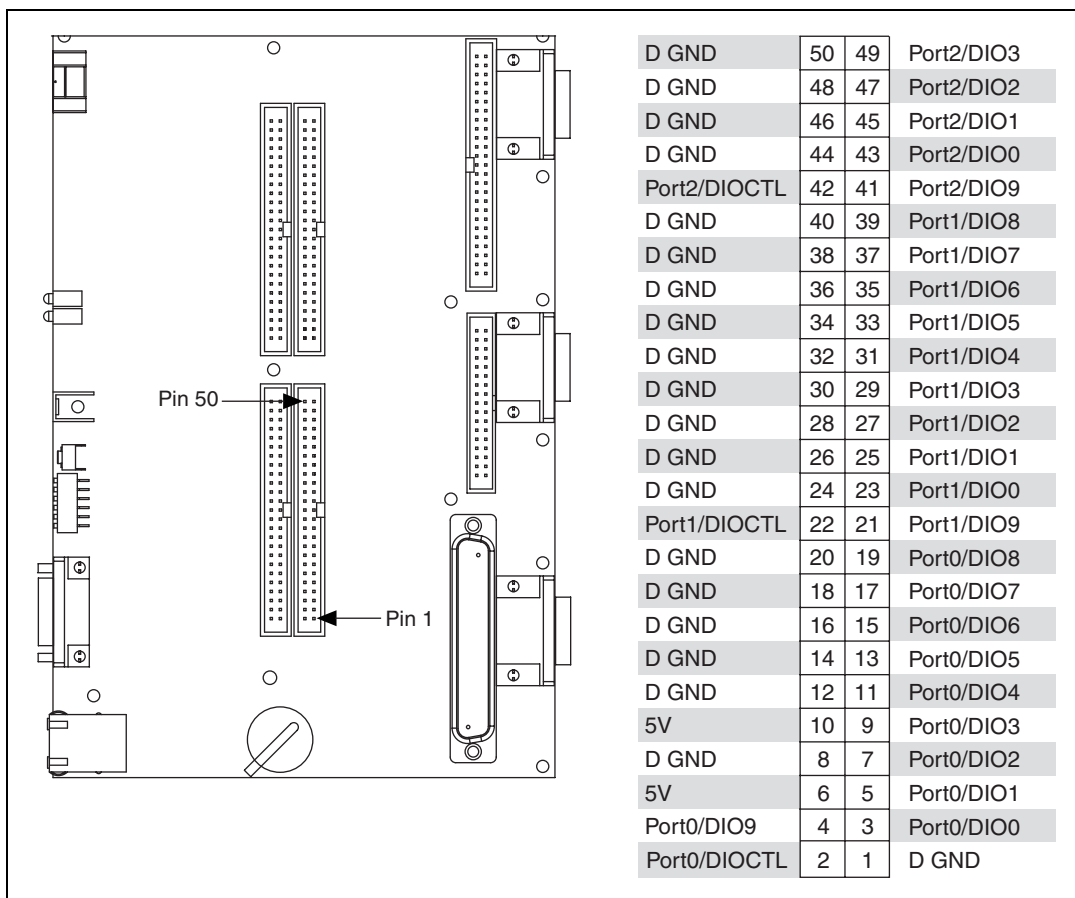 Pin 50
Pin 1
D GND 50 49 Port2/DIO3
D GND 48 47 Port2/DIO2
D GND 46 45 Port2/DIO1
D GND 44 43 Port2/DIO0
Port2/DIOCTL 42 41 Port2/DIO9
D GND 40 39 Port1/DIO8
D GND 38 37 Port1/DIO7
D GND 36 35 Port1/DIO6
D GND 34 33 Port1/DIO5
D GND 32 31 Port1/DIO4
D GND 30 29 Port1/DIO3
D GND 28 27 Port1/DIO2
D GND 26 25 Port1/DIO1
D GND 24 23 Port1/DIO0
Port1/DIOCTL 22 21 Port1/DIO9
D GND 20 19 Port0/DIO8
D GND 18 17 Port0/DIO7
D GND 16 15 Port0/DIO6
D GND 14 13 Port0/DIO5
D GND 12 11 Port0/DIO4
5V 10 9 Port0/DIO3
D GND 8 7 Port0/DIO2
5V 6 5 Port0/DIO1
Port0/DIO9 4 3 Port0/DIO0
Port0/DIOCTL 2 1 D GND